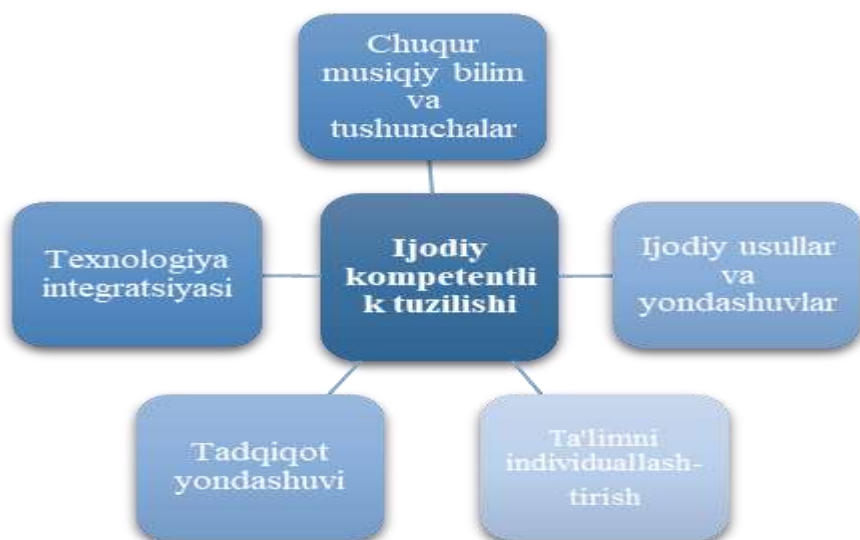 Chuqur
musiqiy bilim
va
tushunchalar
Texnologiya
integratsiyasi
Ijodiy
kompetentli
k tuzilishi
Ijodiy usullar
va
yondashuvlar
Tadqiqot
yondashuvi
Ta'limni
individuallash-
tirish